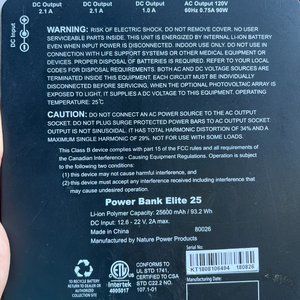 DC Output
2.1 A
DC Output
2.1 A
DC Output
1.0 A
AC Output 120V
60Hz 0.75A 90W
DC Input
WARNING: RISK OF ELECTRIC SHOCK, DO NOT REMOVE COVER. NO USER
SERVICEABLE PARTS INSIDE. THIS UNIT IS ENERGIZED BY INTERNAL LI-ION BATTERY
EVEN WHEN INPUT POWER IS DISCONNECTED. INDOOR USE ONLY. DO NOT USE IN
CONNECTION WITH LIFE SUPPORT SYSTEMS OR OTHER MEDICAL EQUIPMENT OR
DEVICES. BATTERY MUST BE DISPOSED OF PROPERLY. REFER TO YOUR LOCAL
CODES FOR DISPOSAL REQUIREMENTS. BOTH AC AND DC VOLTAGE SOURCES ARE
TERMINATED INSIDE THIS EQUIPMENT. EACH CIRCUIT MUST BE INDIVIDUALLY
DISCONNECTED BEFORE SERVICING. WHEN THE PHOTOVOLTAIC ARRAY IS
EXPOSED TO LIGHT, IT SUPPLIES A DC VOLTAGE TO THIS EQUIPMENT. OPERATING
TEMPERATURE: 25°C
CAUTION: DO NOT CONNECT AN AC POWER SOURCE TO THE AC OUTPUT
SOCKET. DO NOT PLUG SURGE PROTECTED POWER BARS TO AC OUTPUT SOCKET.
OUTPUT IS NOT SINUSOIDAL. IT HAS TOTAL HARMONIC DISTORTION OF 34% AND A
MAXIMUM SINGLE HARMONIC OF 29%. NOT FOR USE WITH SOME LOADS.
This Class B device complies with part 15 of the FCC rules and all requirements of
the Canadian Interference - Causing Equipment Regulations. Operation is subject
to following two conditions:
(1) this device may not cause harmful interference, and
(2) this device must accept any interference received including interference that
may cause undesired operation.
Power Bank Elite 25
Li-ion Polymer Capacity: 25600 mAh / 93.2 Wh
DC Input: 12.6 - 22 V, 2A max.
Made in China
80026
Manufactured by Nature Power Products
BATTERY MUST
BE RECYCLED
Intertek
4005017
CONFORMS TO
UL STD 1741.
CERTIFIED TO CSA
STD C22.2 NO.
107.1-01
Serial Number:
KT1808106494
180826